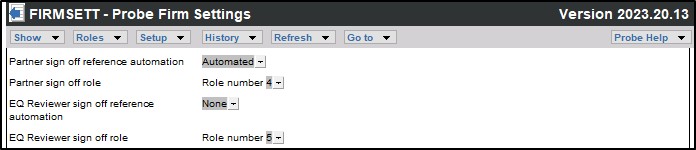 FIRMSETT - Probe Firm Settings Version 2023.20.13
Show Roles Setup History Refresh Go to Probe Help
Partner sign off reference automation Automated
Partner sign off role Role number 4
EQ Reviewer sign off reference None
automation
EQ Reviewer sign off role Role number 5